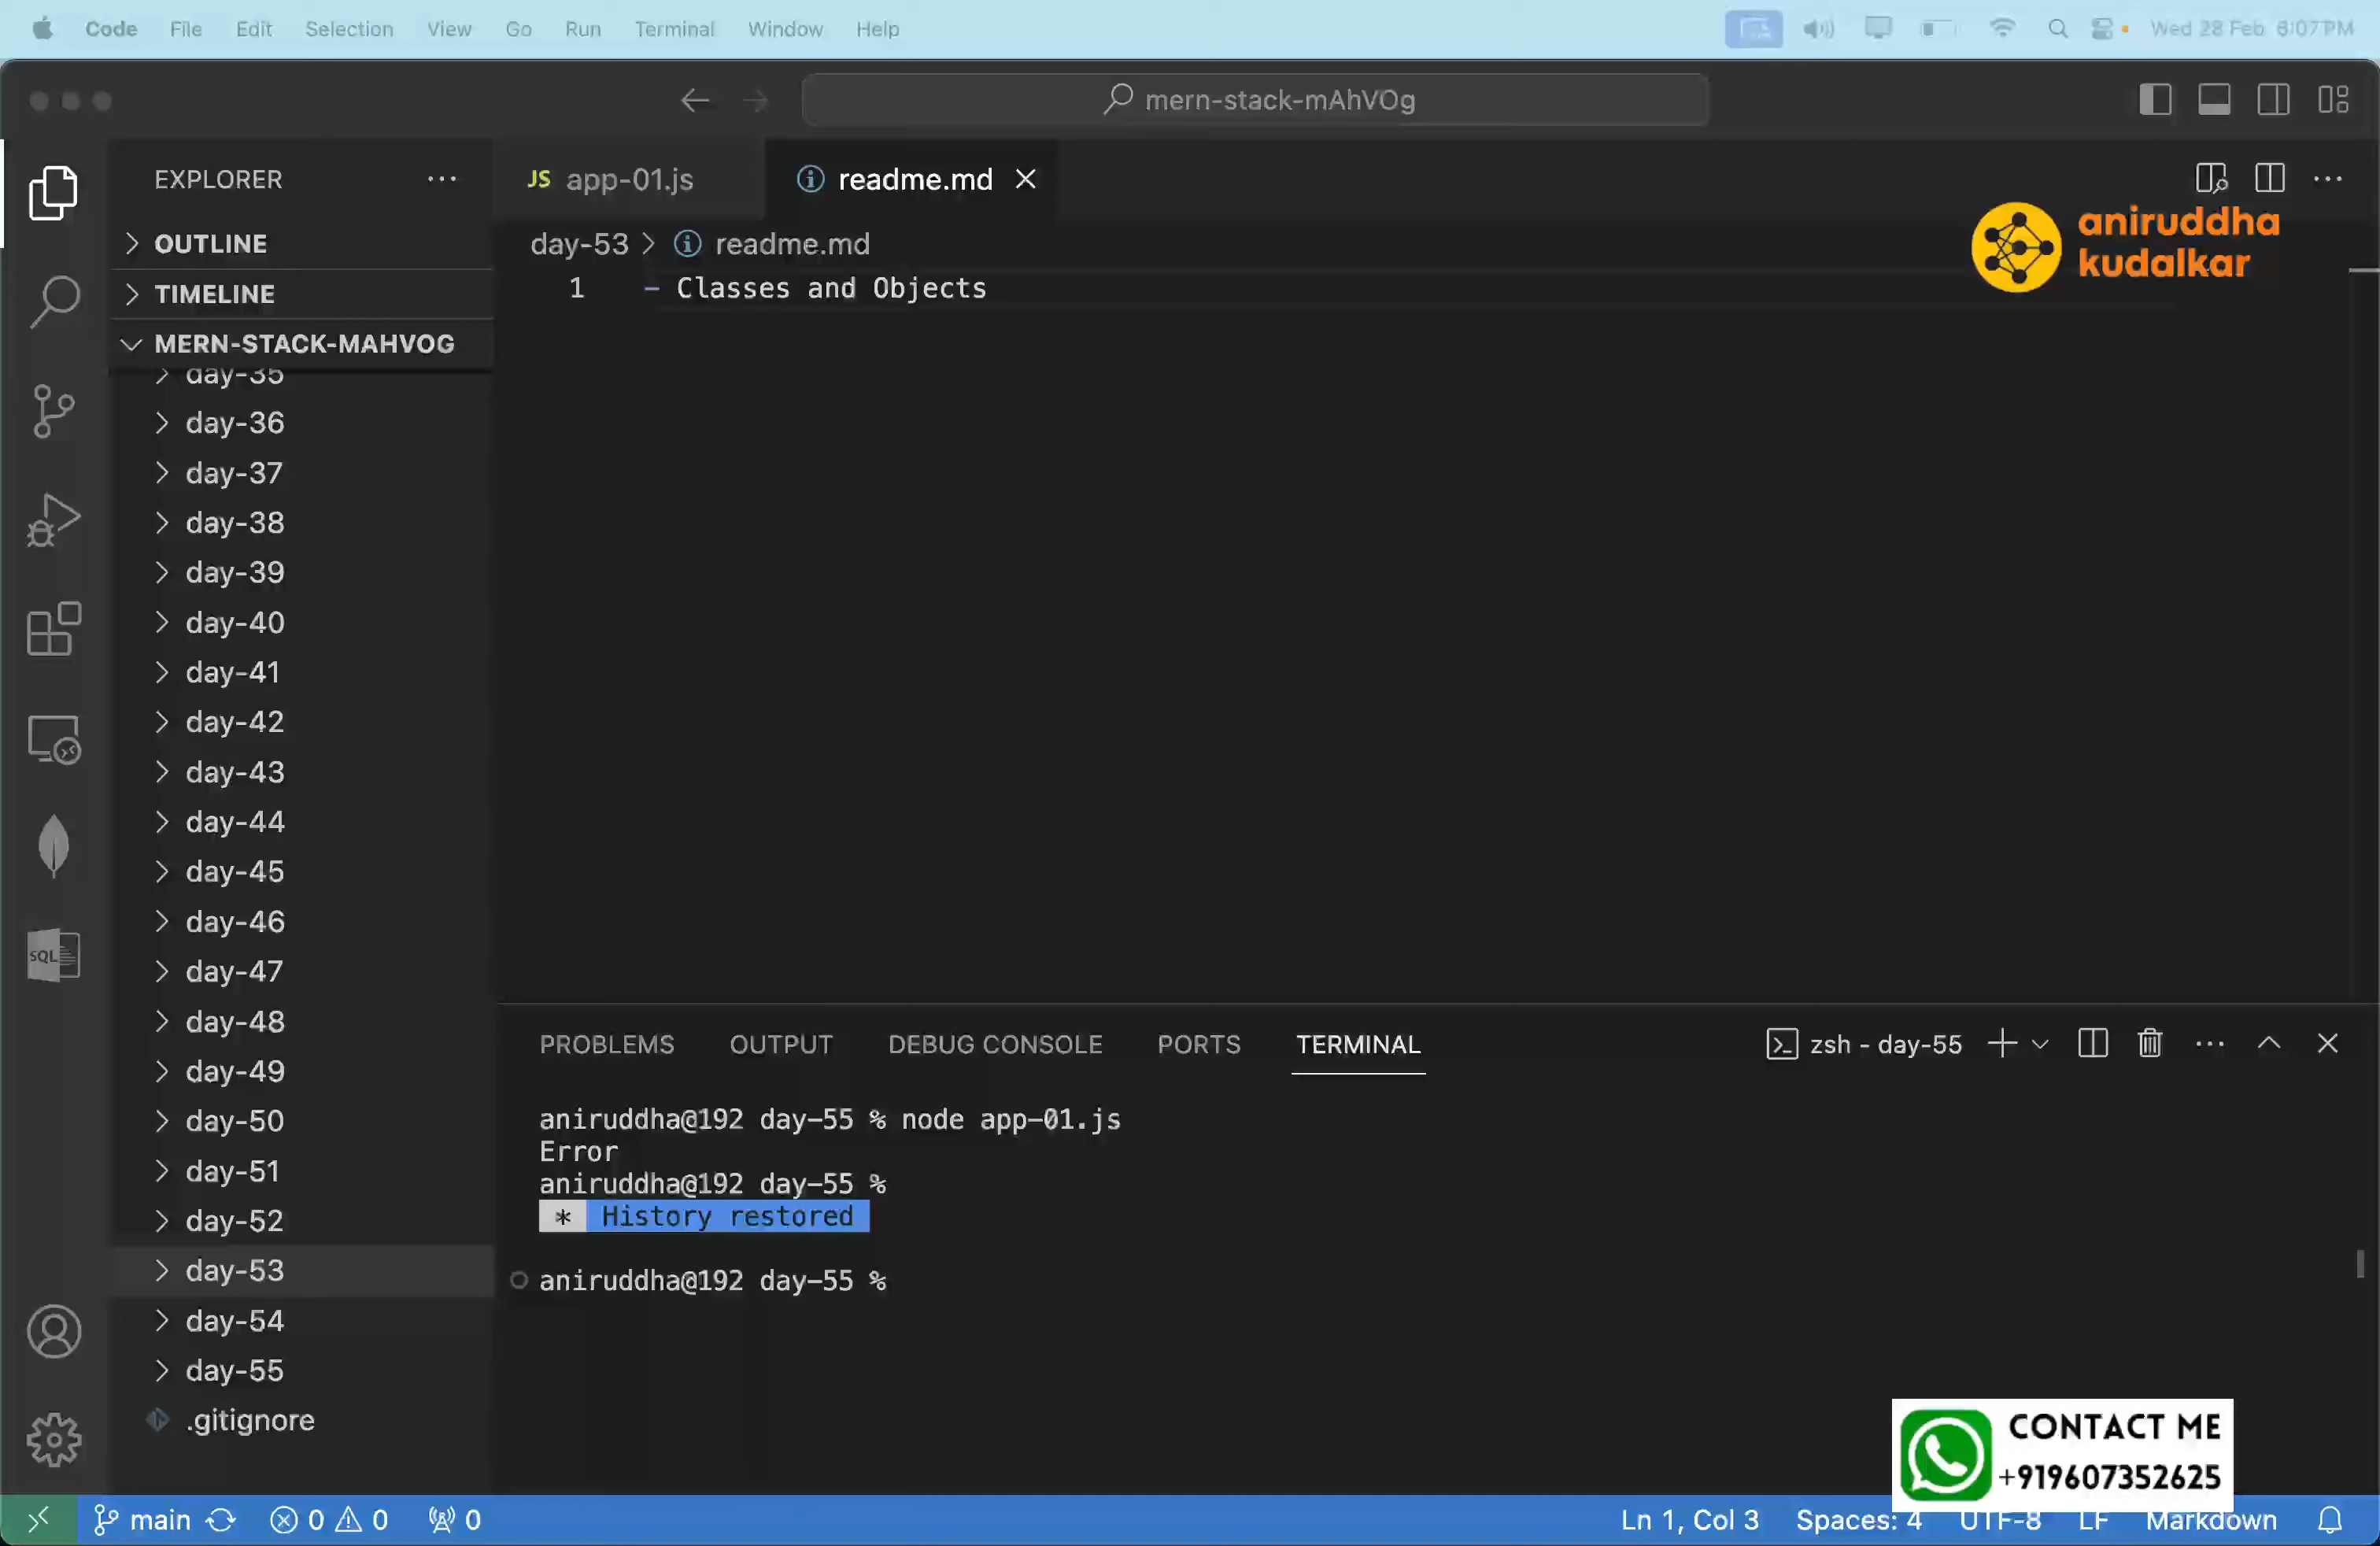 Code File Edit Selection View Go Run Terminal Window Help Wed 28 Feb 6:07 PM
mern-stack-mAhVOg
EXPLORER
JS app-01.js readme.md
aniruddha
kudalkar
OUTLINE
day-53 > readme.md
TIMELINE
1 - Classes and Objects
MERN-STACK-MAHVOG
day-35
day-36
day-37
day-38
day-39
day-40
day-41
day-42
day-43
day-44
day-45
day-46
day-47
day-48
day-49
day-50
day-51
day-52
day-53
day-54
day-55
.gitignore
SQL
PROBLEMS OUTPUT DEBUG CONSOLE PORTS TERMINAL zsh - day-55
aniruddha@192 day-55 % node app-01.js
Error
aniruddha@192 day-55 %
* History restored
aniruddha@192 day-55 %
CONTACT ME
+919607352625
main 0 0 0 Ln 1, Col 3 Spaces: 4 UTF-8 LF Markdown